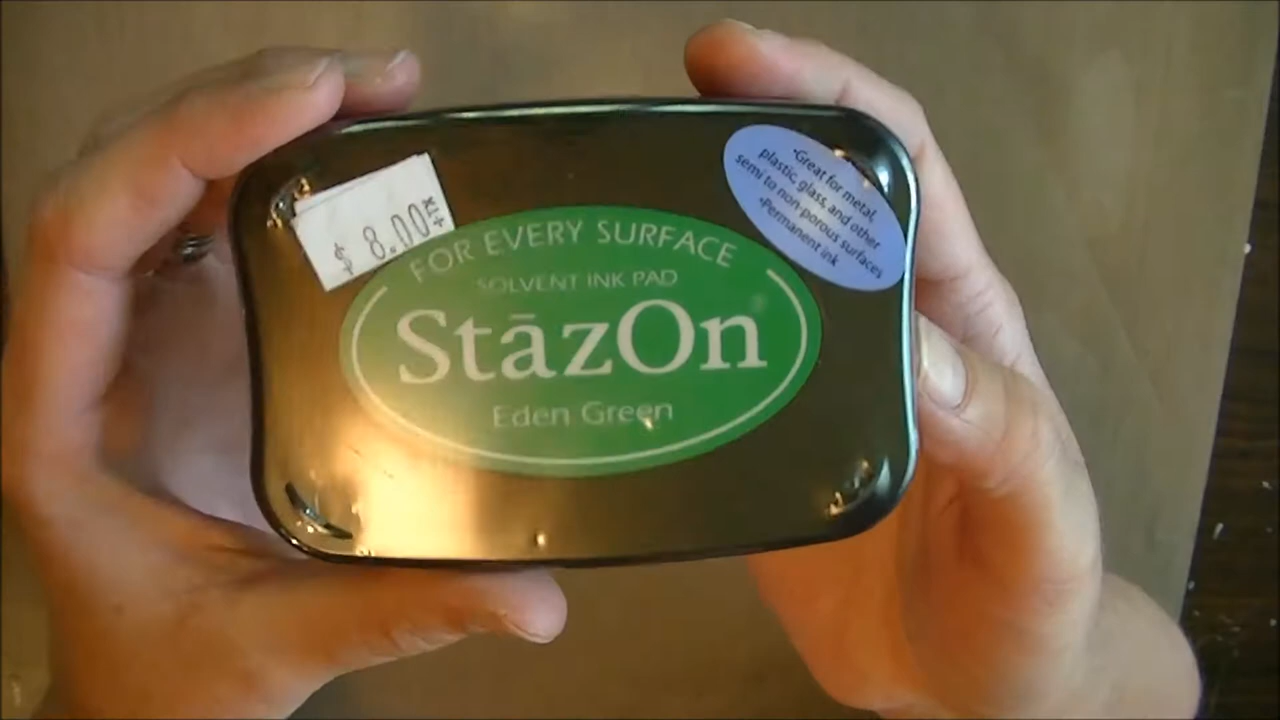 $ 8.00 +TX
FOR EVERY SURFACE
SOLVENT INK PAD
StāzOn
Eden Green
•Great for metal,
plastic, glass, and other
semi to non-porous surfaces
•Permanent ink